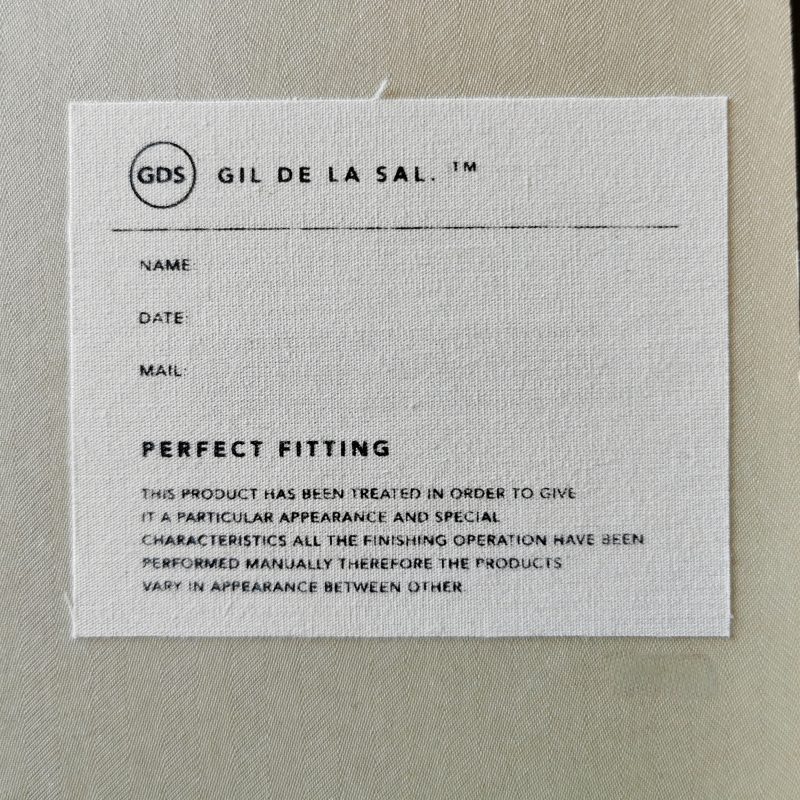 GDS GIL DE LA SAL. ™
NAME:
DATE:
MAIL:
PERFECT FITTING
THIS PRODUCT HAS BEEN TREATED IN ORDER TO GIVE
IT A PARTICULAR APPEARANCE AND SPECIAL
CHARACTERISTICS ALL THE FINISHING OPERATION HAVE BEEN
PERFORMED MANUALLY THEREFORE THE PRODUCTS
VARY IN APPEARANCE BETWEEN OTHER.